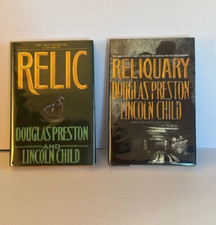 RELIC
DOUGLAS PRESTON
AND
LINCOLN CHILD
RELIQUARY
DOUGLAS PRESTON
LINCOLN CHILD